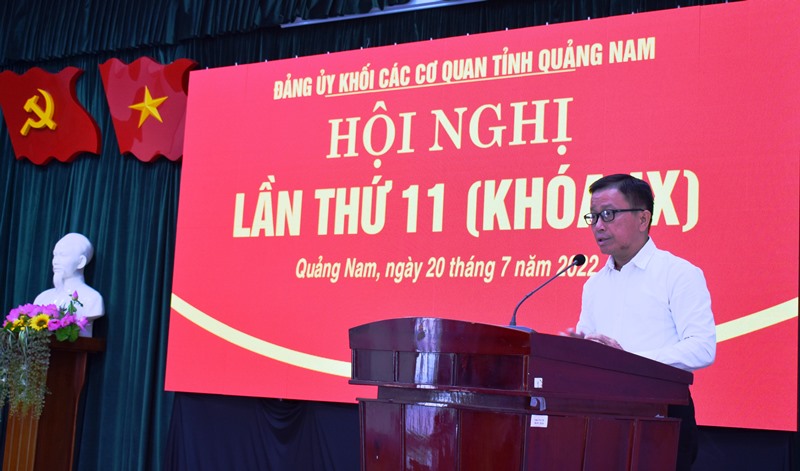 ĐẢNG ỦY KHỐI CÁC CƠ QUAN TỈNH QUẢNG NAM
HỘI NGHỊ
LẦN THỨ 11 (KHÓA IX)
Quảng Nam, ngày 20 tháng 7 năm 2022